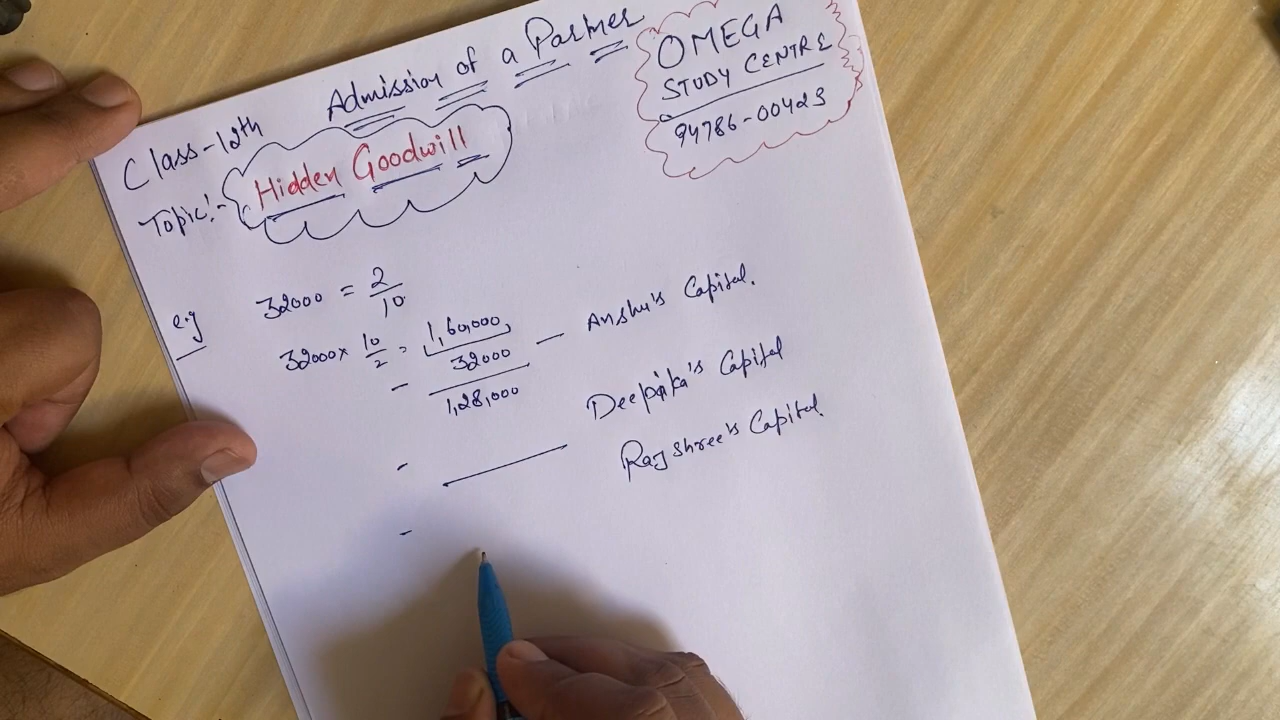 Admission of a Partner
OMEGA
STUDY CENTRE
94786-00423
Class-12th
Topic:- Hidden Goodwill
e.g 32000 = 2/10
32000 × 10/2 = 1,60,000
- 32000 — Anshu's Capital.
1,28,000
- Deepika's Capital
- Rajshree's Capital.